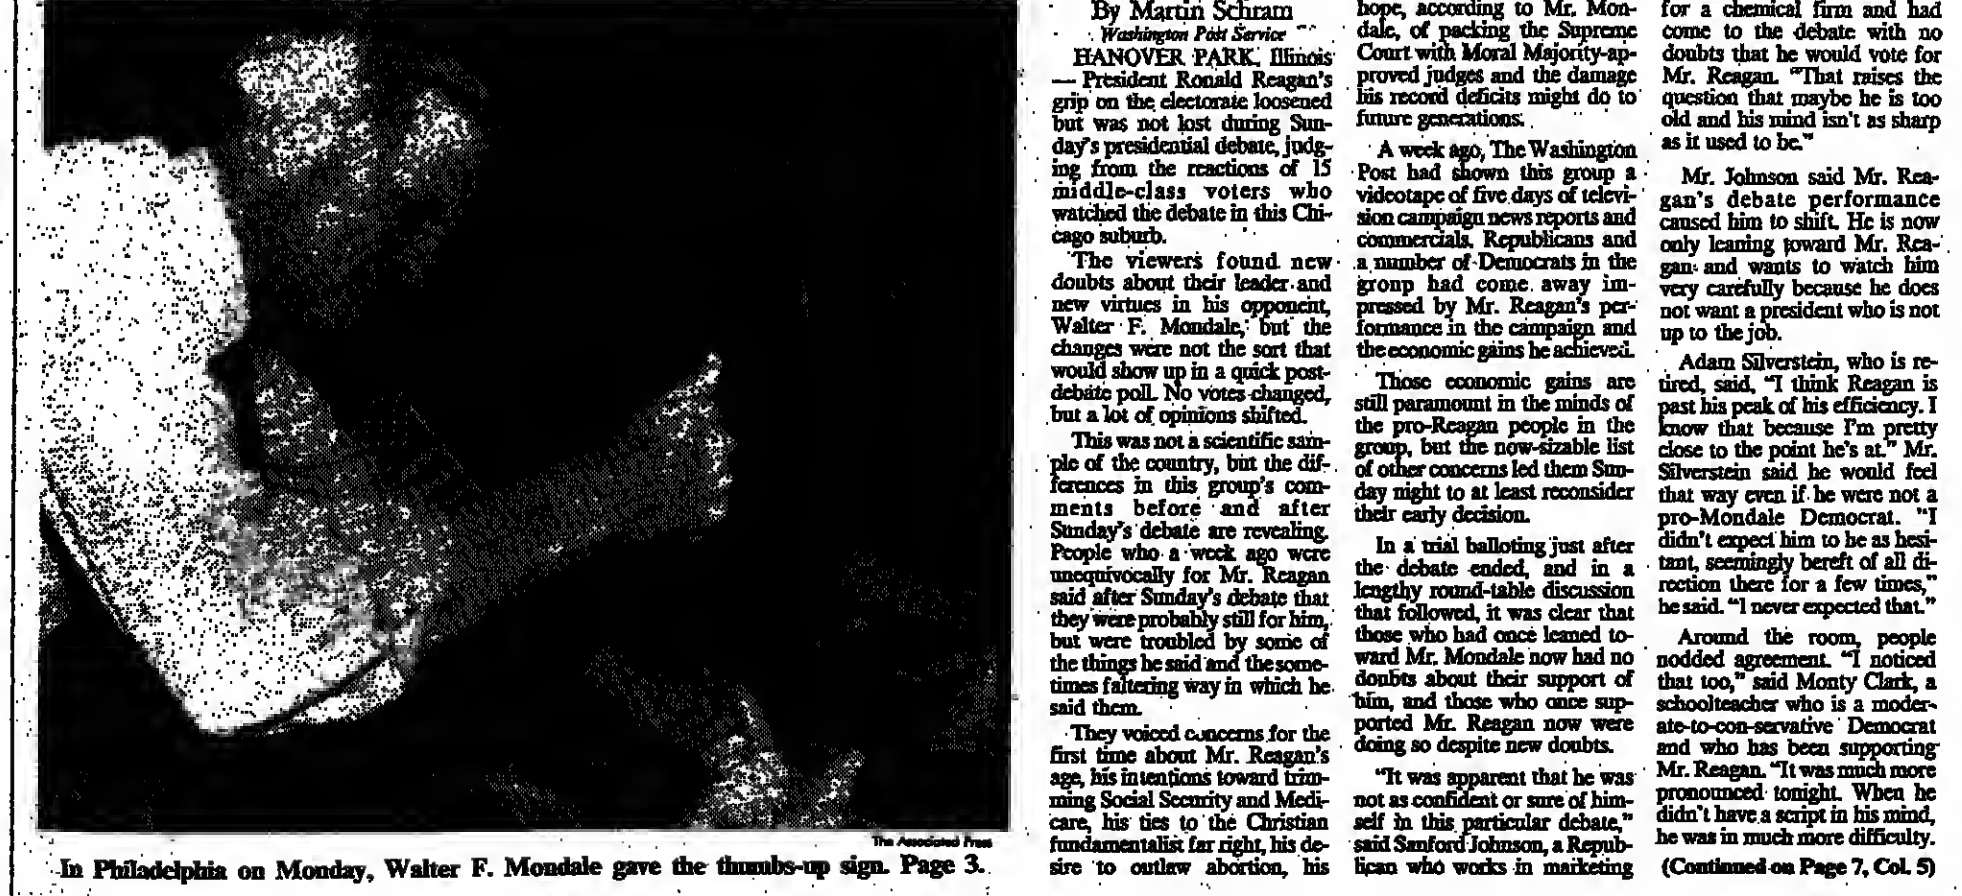 The Associated Press
In Philadelphia on Monday, Walter F. Mondale gave the thumbs-up sign. Page 3.
By Martin Schram
Washington Post Service
HANOVER PARK, Illinois
— President Ronald Reagan's
grip on the electorate loosened
but was not lost during Sun-
day's presidential debate, judg-
ing from the reactions of 15
middle-class voters who
watched the debate in this Chi-
cago suburb.
The viewers found new
doubts about their leader and
new virtues in his opponent,
Walter F. Mondale, but the
changes were not the sort that
would show up in a quick post-
debate poll. No votes changed,
but a lot of opinions shifted.
This was not a scientific sam-
ple of the country, but the dif-
ferences in this group's com-
ments before and after
Sunday's debate are revealing.
People who a week ago were
unequivocally for Mr. Reagan
said after Sunday's debate that
they were probably still for him,
but were troubled by some of
the things he said and the some-
times faltering way in which he
said them.
They voiced concerns for the
first time about Mr. Reagan's
age, his intentions toward trim-
ming Social Security and Medi-
care, his ties to the Christian
fundamentalist far right, his de-
sire to outlaw abortion, his
hope, according to Mr. Mon-
dale, of packing the Supreme
Court with Moral Majority-ap-
proved judges and the damage
his record deficits might do to
future generations.
A week ago, The Washington
Post had shown this group a
videotape of five days of televi-
sion campaign news reports and
commercials. Republicans and
a number of Democrats in the
group had come away im-
pressed by Mr. Reagan's per-
formance in the campaign and
the economic gains he achieved.
Those economic gains are
still paramount in the minds of
the pro-Reagan people in the
group, but the now-sizable list
of other concerns led them Sun-
day night to at least reconsider
their early decision.
In a trial balloting just after
the debate ended, and in a
lengthy round-table discussion
that followed, it was clear that
those who had once leaned to-
ward Mr. Mondale now had no
doubts about their support of
him, and those who once sup-
ported Mr. Reagan now were
doing so despite new doubts.
"It was apparent that he was
not as confident or sure of him-
self in this particular debate,"
said Sanford Johnson, a Repub-
lican who works in marketing
for a chemical firm and had
come to the debate with no
doubts that he would vote for
Mr. Reagan. "That raises the
question that maybe he is too
old and his mind isn't as sharp
as it used to be."
Mr. Johnson said Mr. Rea-
gan's debate performance
caused him to shift. He is now
only leaning toward Mr. Rea-
gan and wants to watch him
very carefully because he does
not want a president who is not
up to the job.
Adam Silverstein, who is re-
tired, said, "I think Reagan is
past his peak of his efficiency. I
know that because I'm pretty
close to the point he's at." Mr.
Silverstein said he would feel
that way even if he were not a
pro-Mondale Democrat. "I
didn't expect him to be as hesi-
tant, seemingly bereft of all di-
rection there for a few times,"
he said. "I never expected that."
Around the room, people
nodded agreement. "I noticed
that too," said Monty Clark, a
schoolteacher who is a moder-
ate-to-con-servative Democrat
and who has been supporting
Mr. Reagan. "It was much more
pronounced tonight. When he
didn't have a script in his mind,
he was in much more difficulty.
(Continued on Page 7, Col. 5)